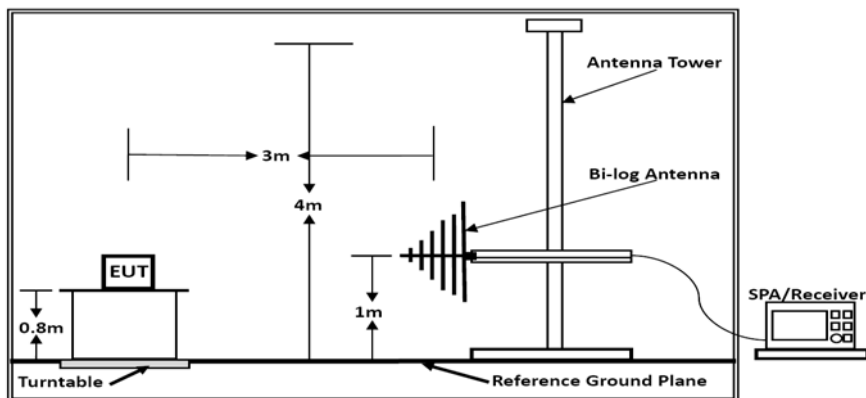 Antenna Tower
3m
Bi-log Antenna
4m
EUT
SPA/Receiver
0.8m
1m
Turntable
Reference Ground Plane